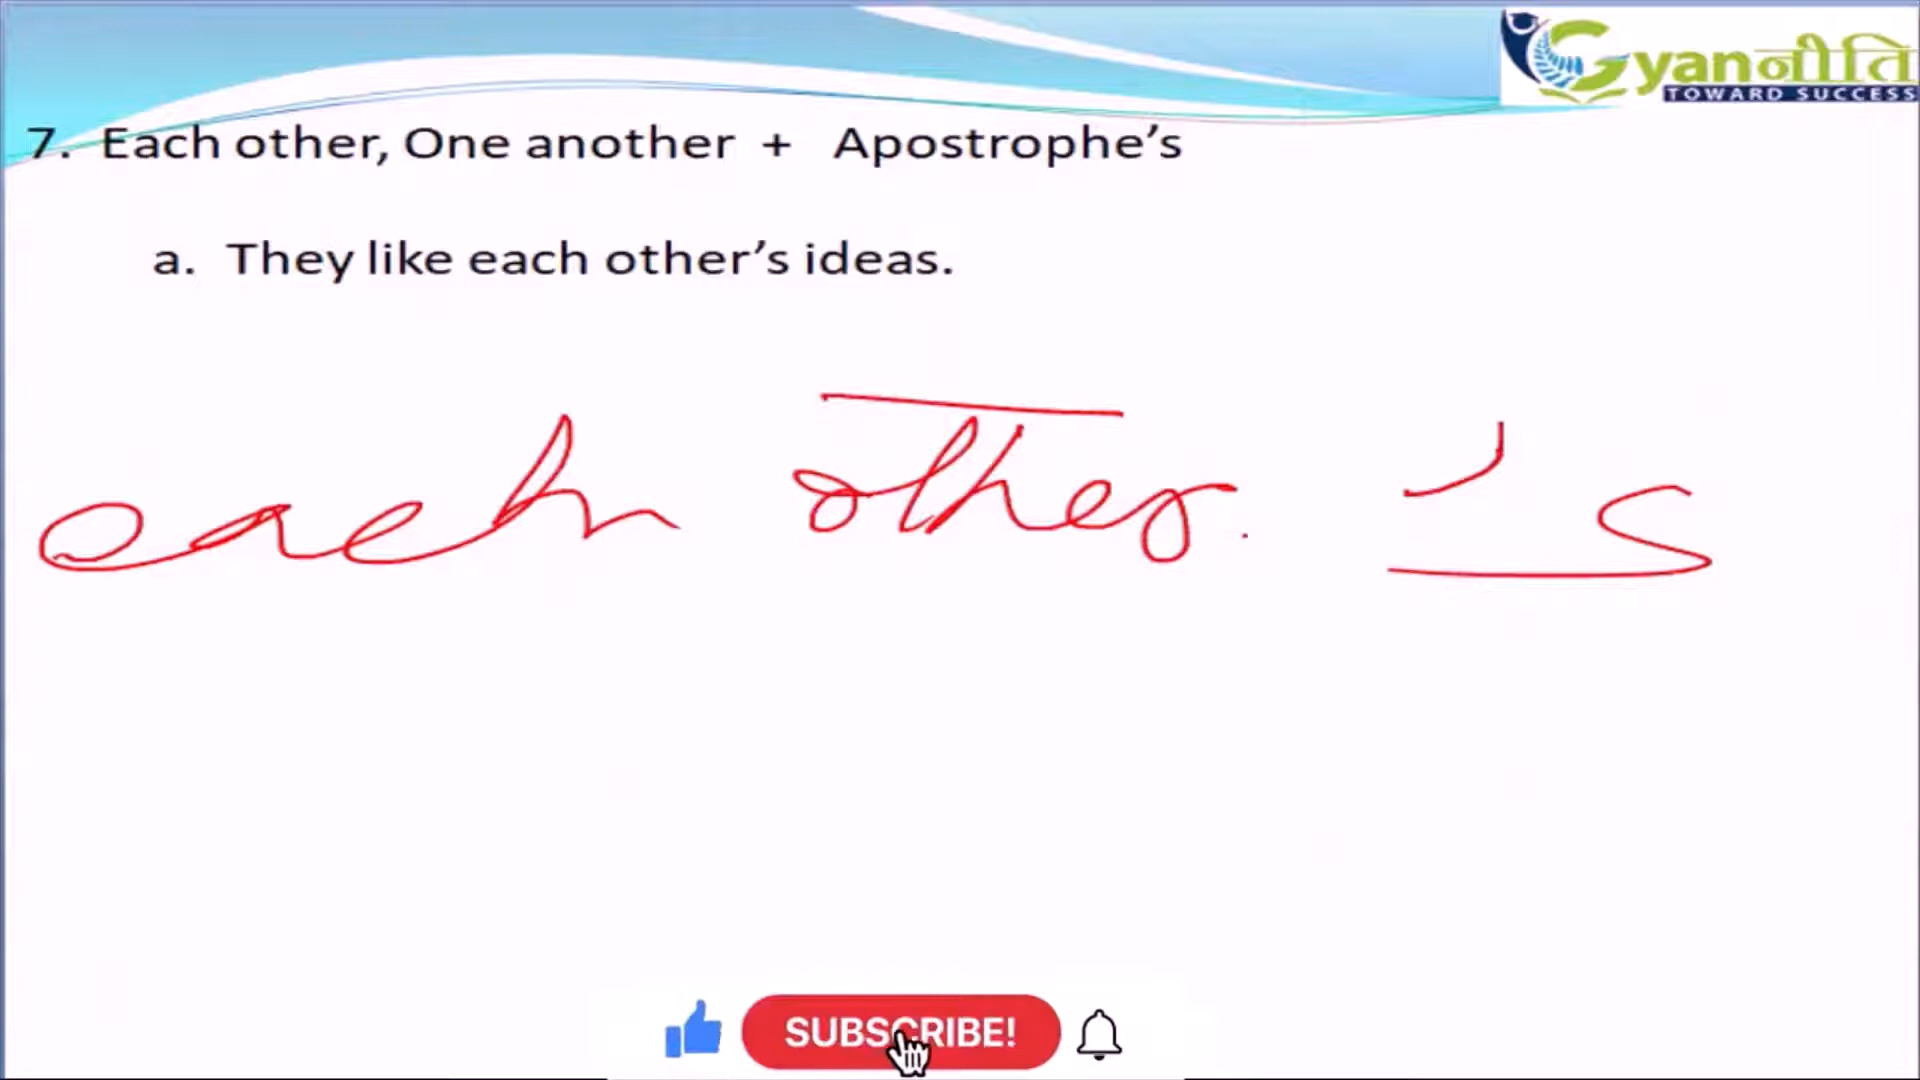 Gyanनीति
TOWARD SUCCESS
7. Each other, One another + Apostrophe’s
a. They like each other’s ideas.
each other. 's
SUBSCRIBE!